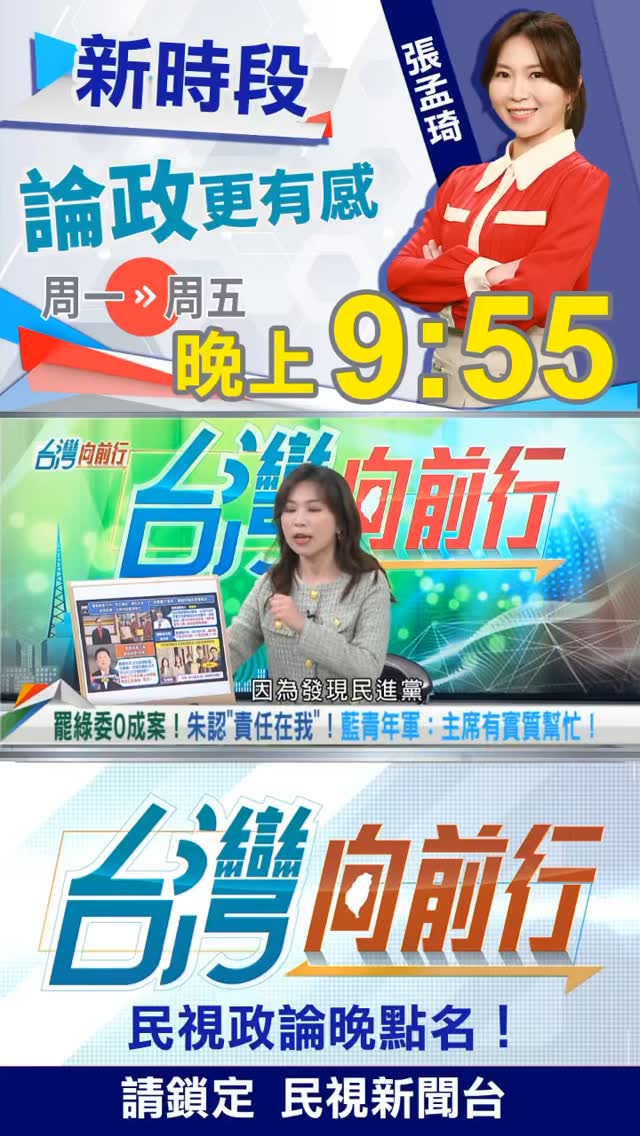 新時段
張孟琦
論政更有感
周一 » 周五
晚上9:55
台灣向前行
台灣向前行
因為發現民進黨
罷綠委0成案！朱認"責任在我"！藍青年軍：主席有實質幫忙！
台灣向前行
民視政論晚點名！
請鎖定 民視新聞台